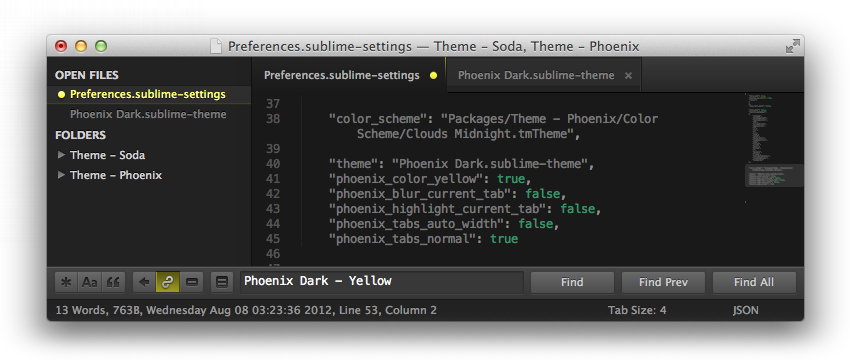 Preferences.sublime-settings — Theme - Soda, Theme - Phoenix
OPEN FILES
Preferences.sublime-settings
Phoenix Dark.sublime-theme
FOLDERS
Theme - Soda
Theme - Phoenix
Preferences.sublime-settings
Phoenix Dark.sublime-theme ×
37
38 "color_scheme": "Packages/Theme - Phoenix/Color
Scheme/Clouds Midnight.tmTheme",
39
40 "theme": "Phoenix Dark.sublime-theme",
41 "phoenix_color_yellow": true,
42 "phoenix_blur_current_tab": false,
43 "phoenix_highlight_current_tab": false,
44 "phoenix_tabs_auto_width": false,
45 "phoenix_tabs_normal": true
46
Aa
Phoenix Dark - Yellow
Find
Find Prev
Find All
13 Words, 763B, Wednesday Aug 08 03:23:36 2012, Line 53, Column 2
Tab Size: 4
JSON